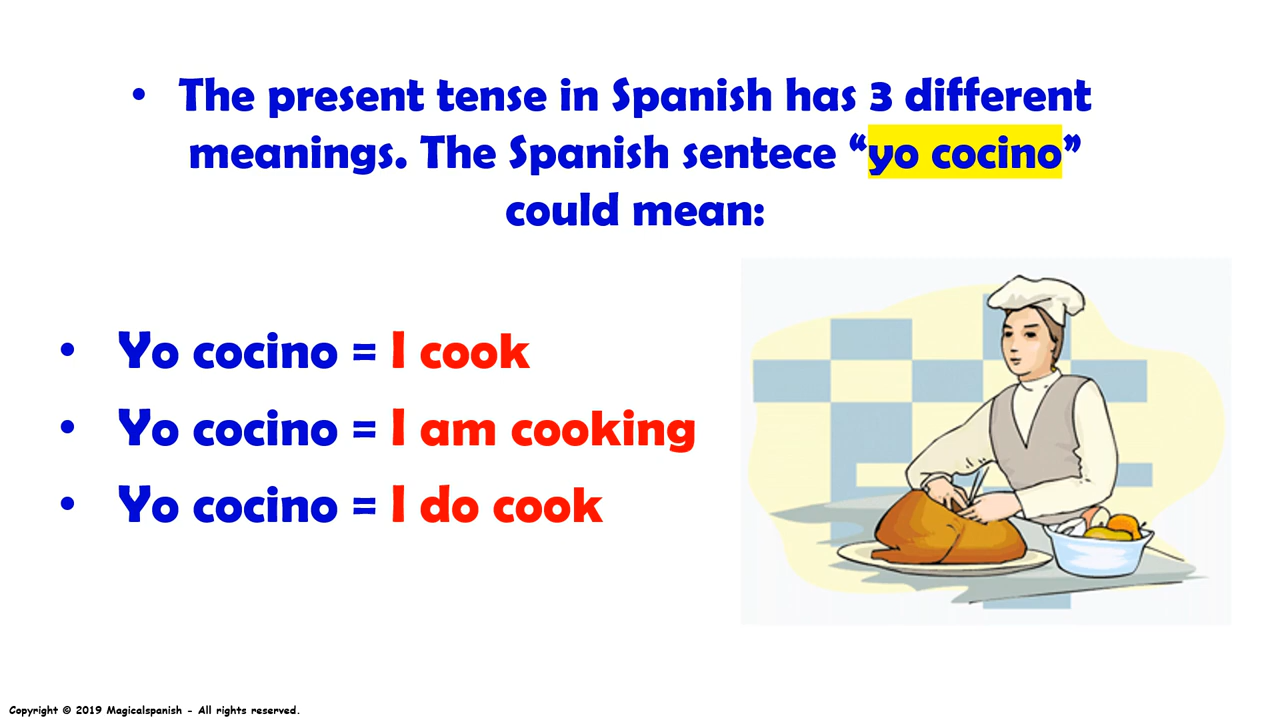 • The present tense in Spanish has 3 different
meanings. The Spanish sentece “yo cocino”
could mean:
• Yo cocino = I cook
• Yo cocino = I am cooking
• Yo cocino = I do cook
Copyright © 2019 Magicalspanish - All rights reserved.